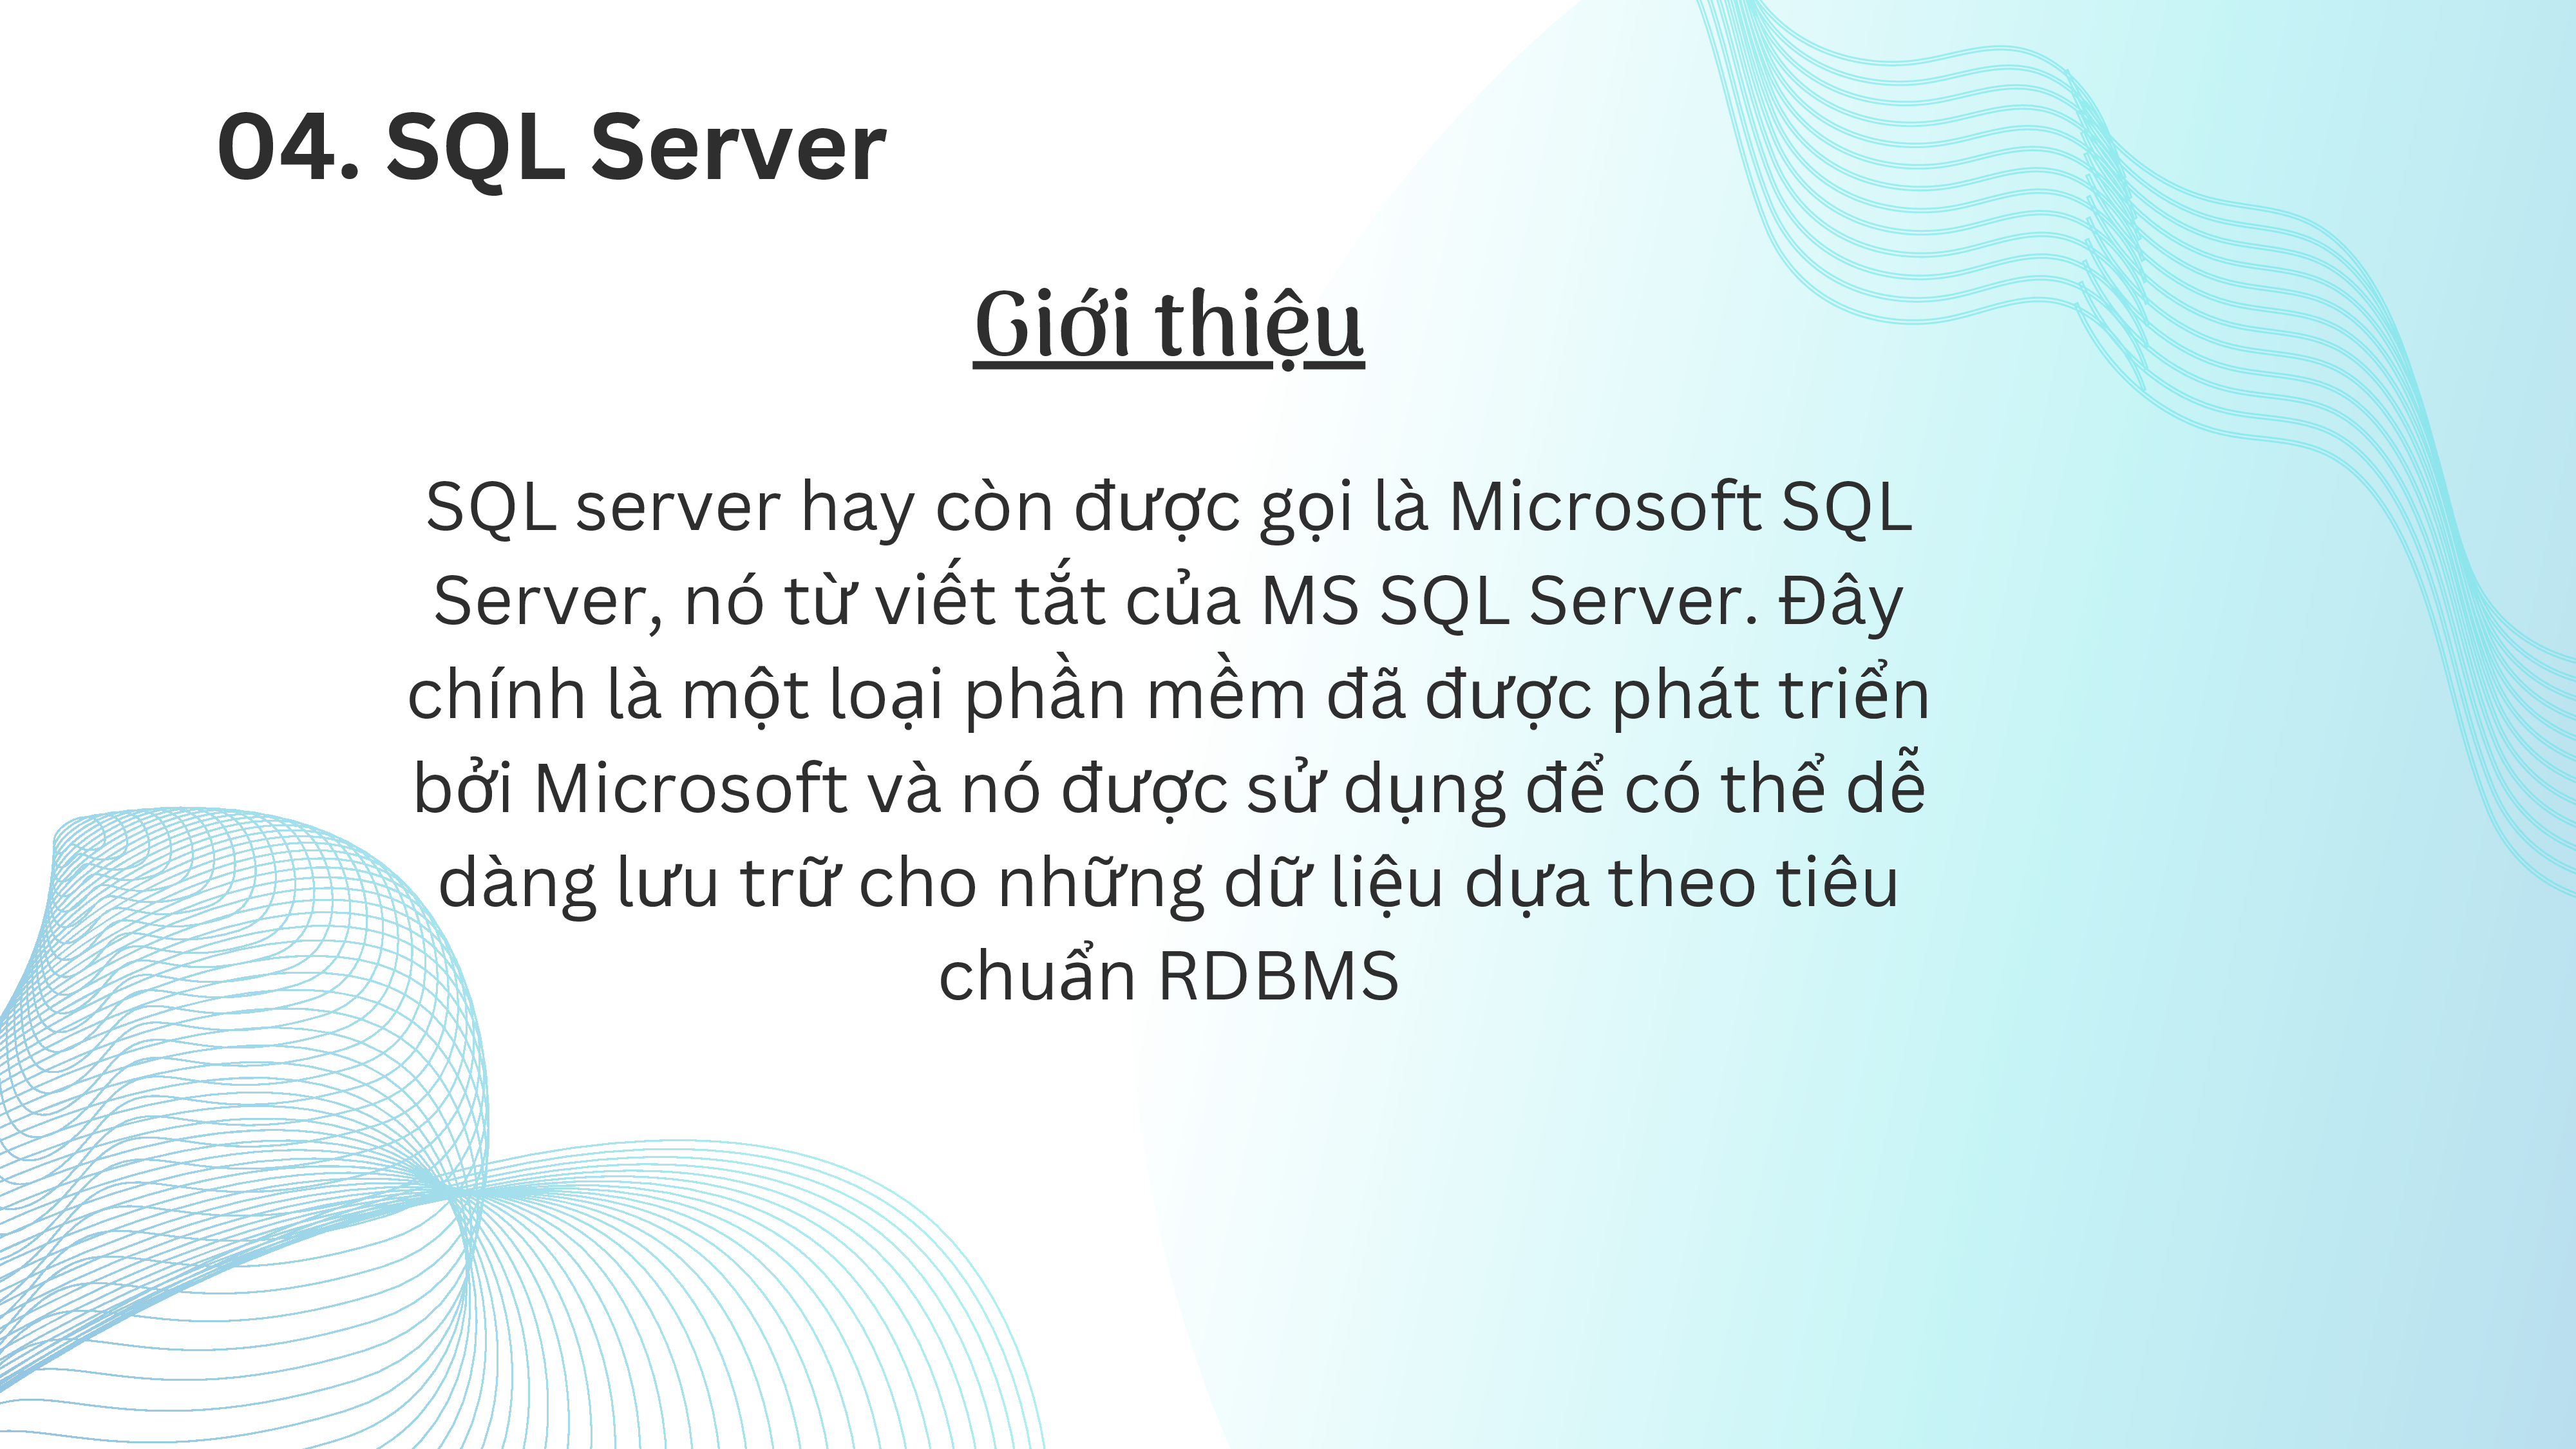 04. SQL Server
Giới thiệu
SQL server hay còn được gọi là Microsoft SQL
Server, nó từ viết tắt của MS SQL Server. Đây
chính là một loại phần mềm đã được phát triển
bởi Microsoft và nó được sử dụng để có thể dễ
dàng lưu trữ cho những dữ liệu dựa theo tiêu
chuẩn RDBMS